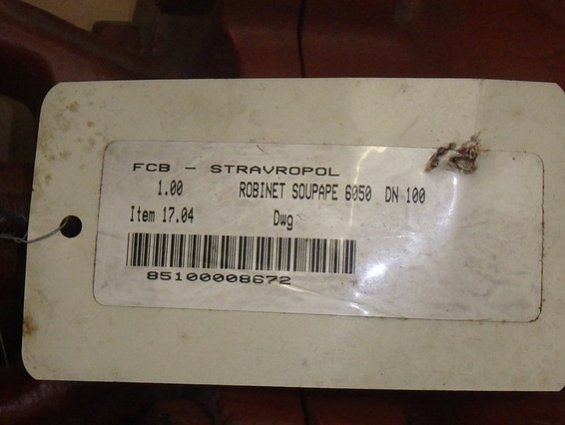 FCB - STRAVROPOL
1.00 ROBINET SOUPAPE 6050 DN 100
Item 17.04 Dwg
85100008672